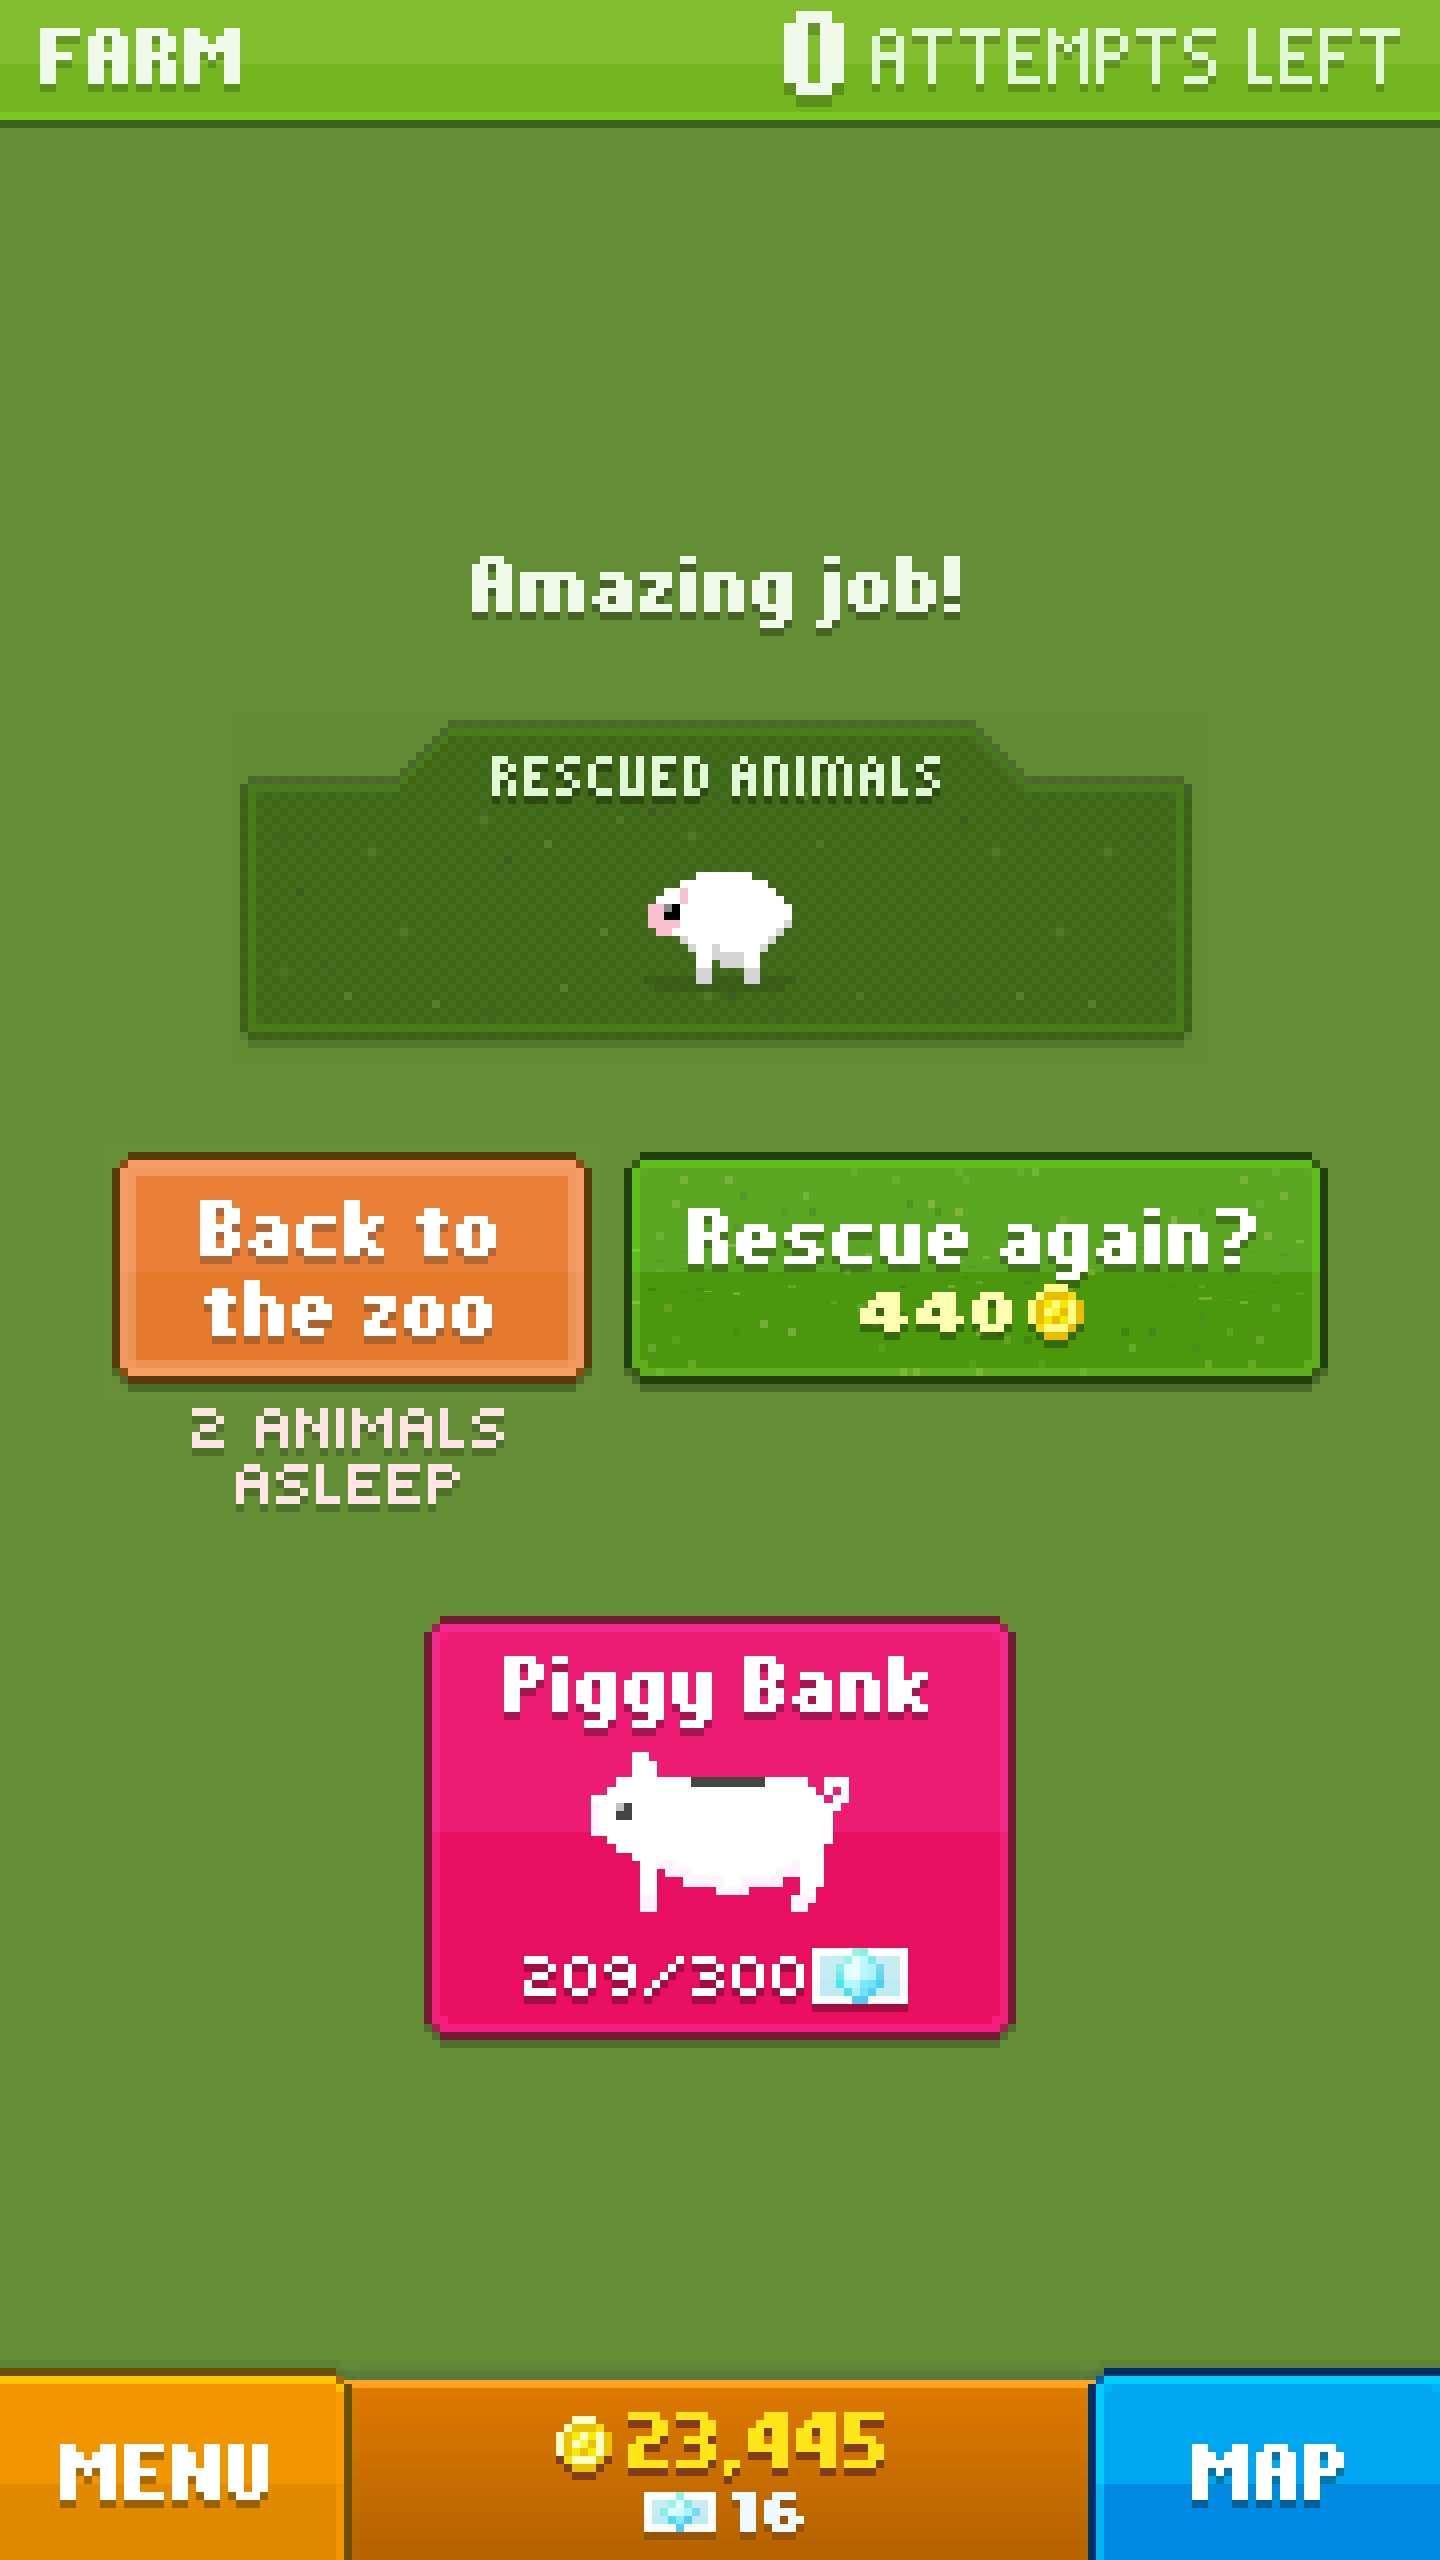 FARM
0 ATTEMPTS LEFT
Amazing job!
RESCUED ANIMALS
Back to
the zoo
Rescue again?
440
2 ANIMALS
ASLEEP
Piggy Bank
209/300
MENU
23,445
16
MAP